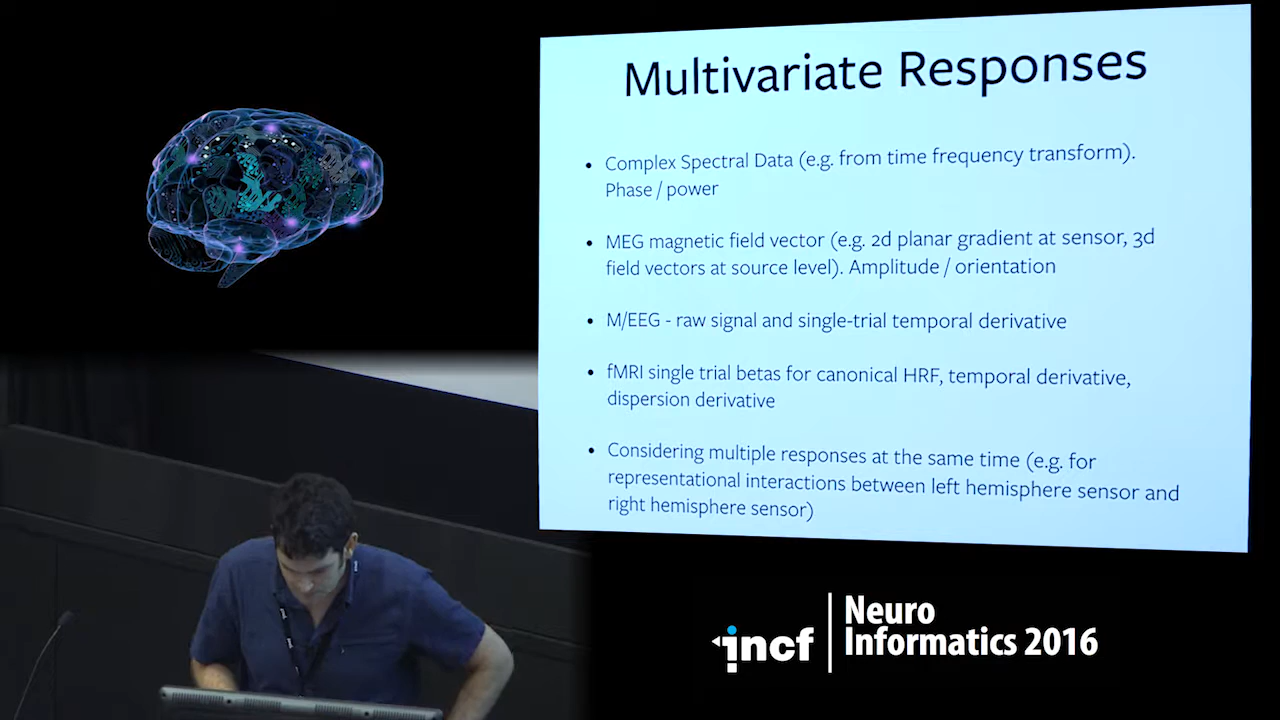 Multivariate Responses
• Complex Spectral Data (e.g. from time frequency transform).
Phase / power
• MEG magnetic field vector (e.g. 2d planar gradient at sensor, 3d
field vectors at source level). Amplitude / orientation
• M/EEG - raw signal and single-trial temporal derivative
• fMRI single trial betas for canonical HRF, temporal derivative,
dispersion derivative
• Considering multiple responses at the same time (e.g. for
representational interactions between left hemisphere sensor and
right hemisphere sensor)
incf
Neuro
Informatics 2016